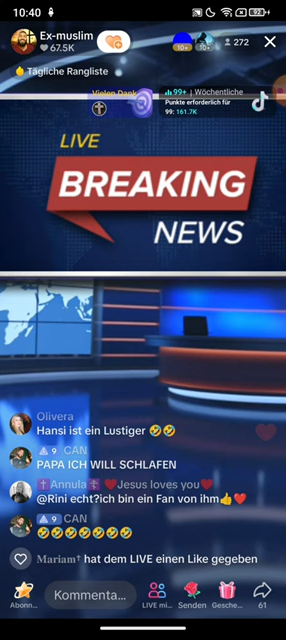 10:40
92
Ex-muslim
67.5K
10+
10+
272
Tägliche Rangliste
Vielen Dank
99+ | Wöchentliche
Punkte erforderlich für
99: 161.7K
LIVE
BREAKING
NEWS
Olivera
Hansi ist ein Lustiger 🤣🤣
9 CAN
PAPA ICH WILL SCHLAFEN
✝️Annula☦️ ❤️Jesus loves you❤️
@Rini echt?ich bin ein Fan von ihm👍❤️
9 CAN
🤣🤣🤣🤣🤣🤣🤣
Mariam† hat dem LIVE einen Like gegeben
Kommenta...
Abonn...
LIVE mi...
Senden
Gesche...
61